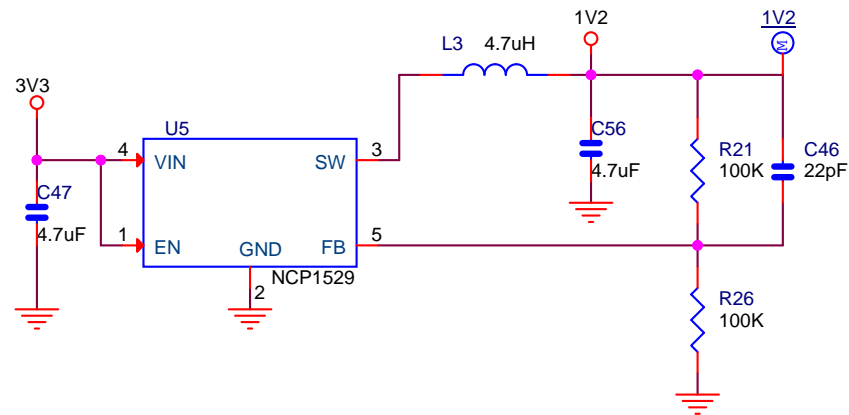 1V2
1V2
M
L3
4.7uH
3V3
U5
4
VIN
SW
3
C56
4.7uF
R21
100K
C46
22pF
C47
4.7uF
1
EN
GND
FB
5
NCP1529
2
R26
100K